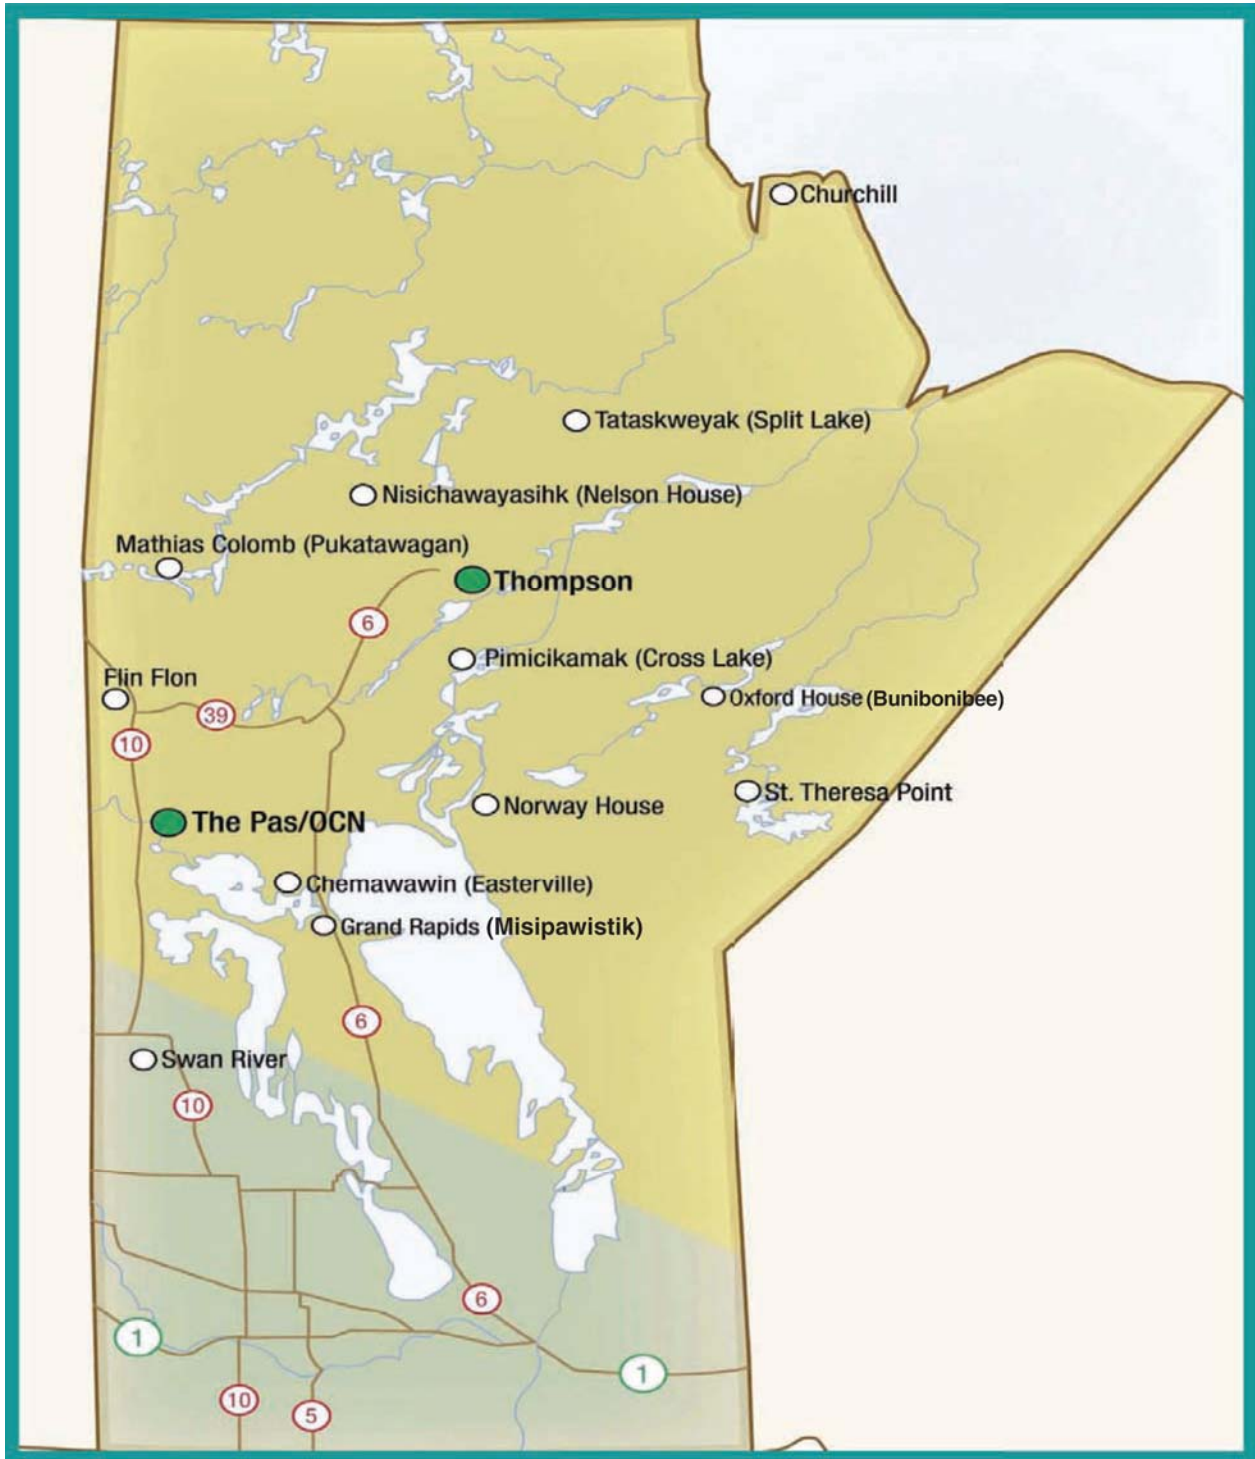 Churchill
Tataskweyak (Split Lake)
Nisichawayasihk (Nelson House)
Mathias Colomb (Pukatawagan)
Thompson
6
Pimicikamak (Cross Lake)
Flin Flon
Oxford House (Bunibonibee)
39
10
St. Theresa Point
Norway House
The Pas/OCN
Chemawawin (Easterville)
Grand Rapids (Misipawistik)
6
Swan River
10
6
1
1
10
5